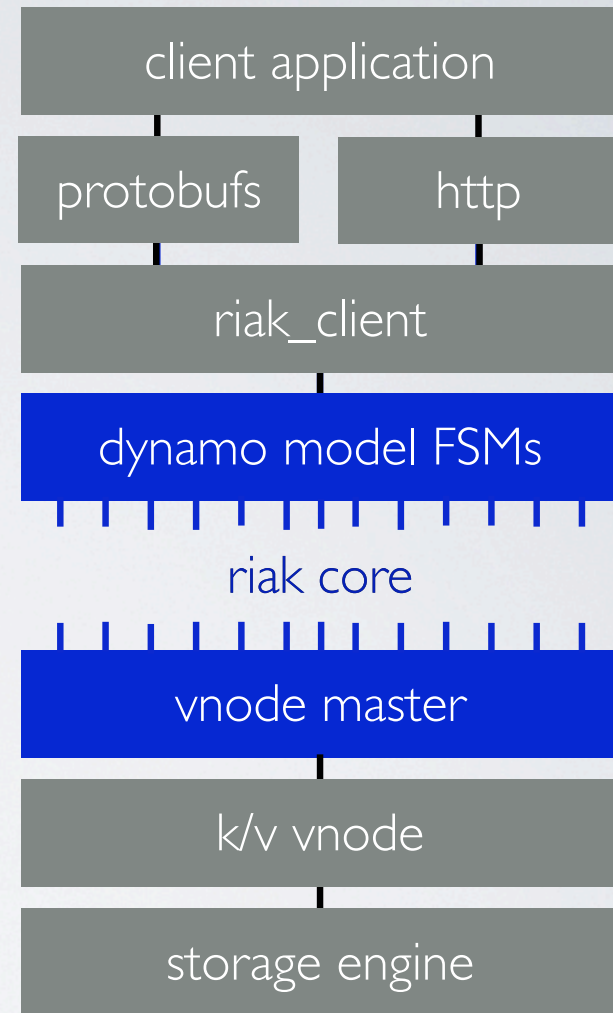 client application
protobufs
http
riak_client
dynamo model FSMs
riak core
vnode master
k/v vnode
storage engine